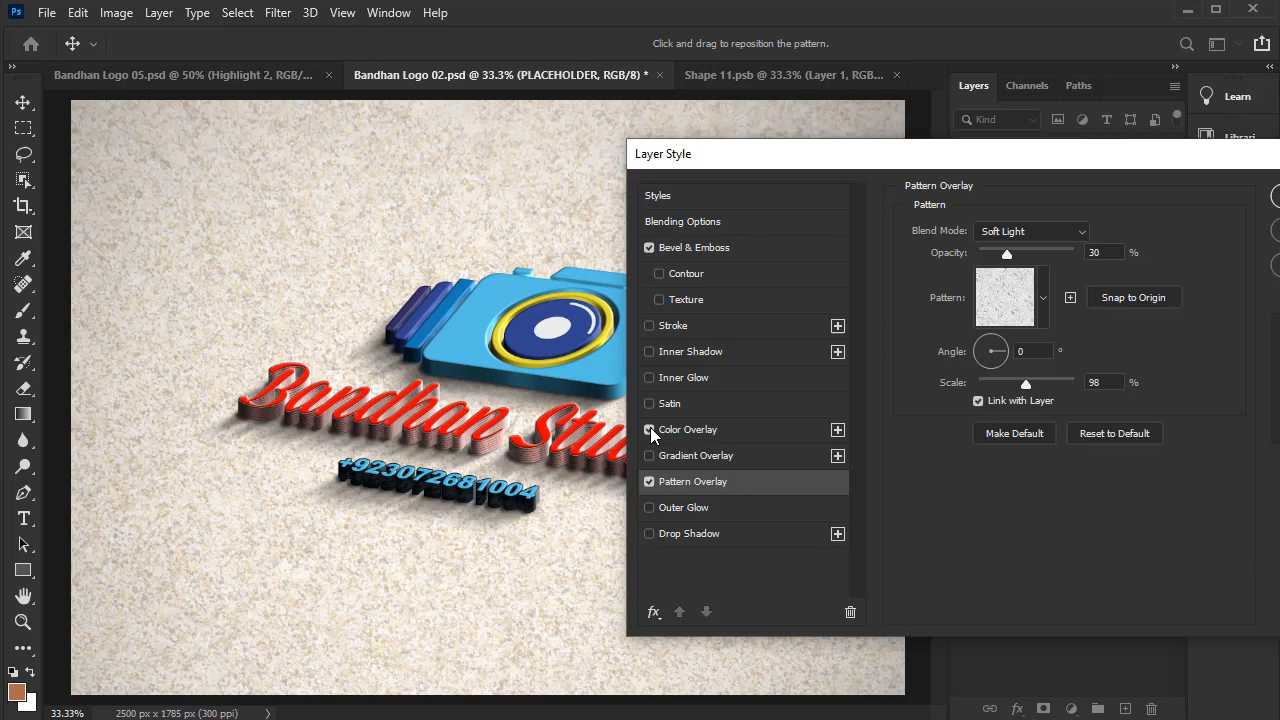 Ps File Edit Image Layer Type Select Filter 3D View Window Help
Click and drag to reposition the pattern.
Bandhan Logo 05.psd @ 50% (Highlight 2, RGB/... × Bandhan Logo 02.psd @ 33.3% (PLACEHOLDER, RGB/8) * × Shape 11.psb @ 33.3% (Layer 1, RGB... ×
Layers Channels Paths
Learn
Kind
Librari
Layer Style
Styles
Blending Options
Bevel & Emboss
Contour
Texture
Stroke
Inner Shadow
Inner Glow
Satin
Color Overlay
Gradient Overlay
Pattern Overlay
Outer Glow
Drop Shadow
fx
Pattern Overlay
Pattern
Blend Mode: Soft Light
Opacity: 30 %
Pattern: Snap to Origin
Angle: 0 °
Scale: 98 %
Link with Layer
Make Default Reset to Default
Bandhan Stu
+923072681004
33.33% 2500 px x 1785 px (300 ppi)
fx